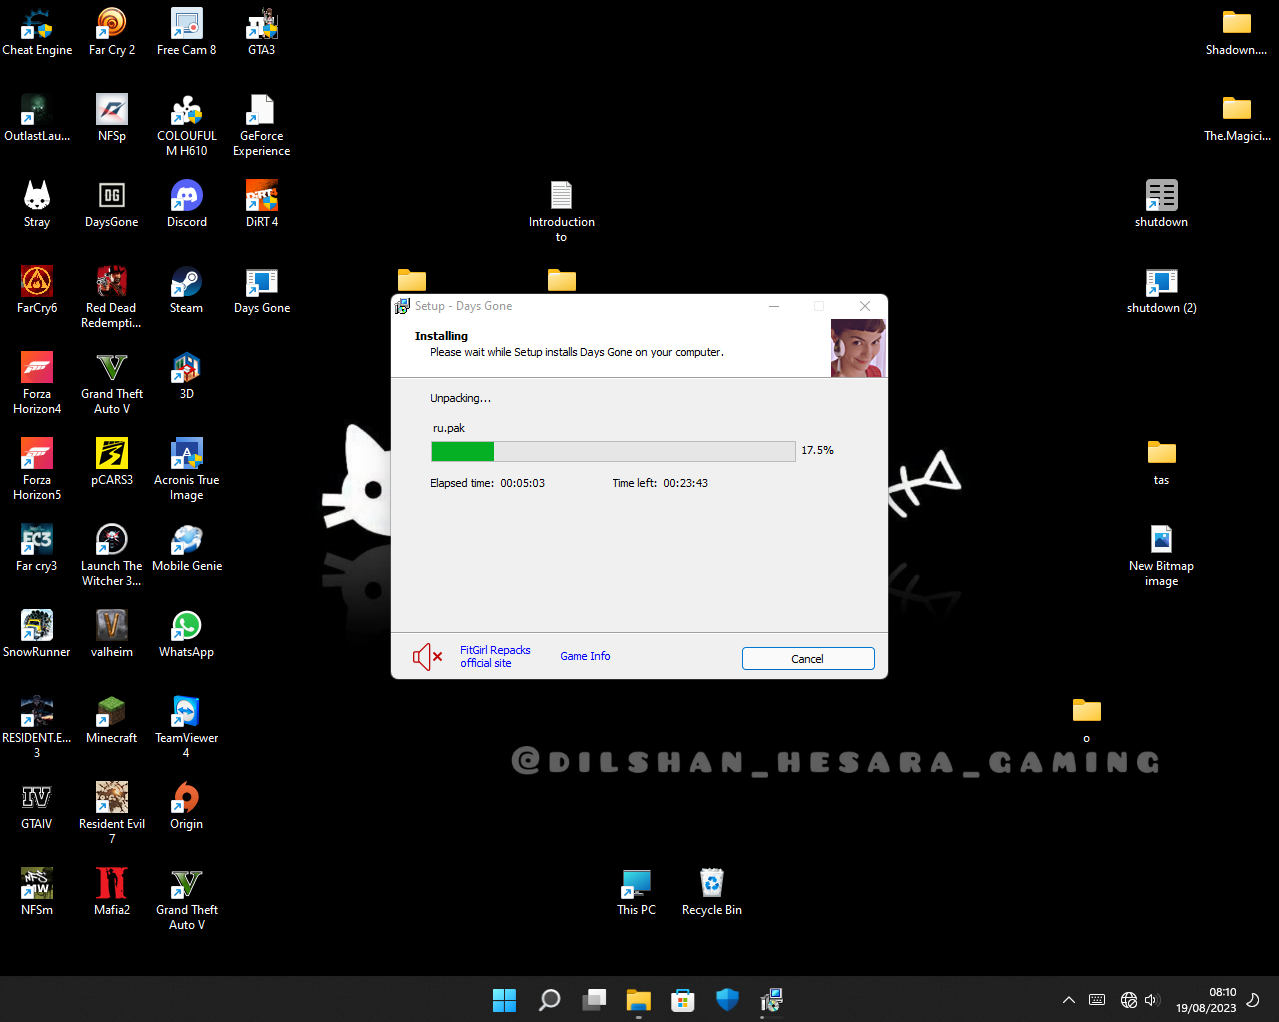 Cheat Engine
Far Cry 2
Free Cam 8
GTA3
Shadown....
OutlastLau...
NFSp
COLOUFUL
M H610
GeForce
Experience
The.Magici...
Stray
OG
DaysGone
Discord
DiRT 4
Introduction
to
shutdown
FarCry6
Red Dead
Redempti...
Steam
Days Gone
shutdown (2)
Setup - Days Gone
Installing
Please wait while Setup installs Days Gone on your computer.
Forza
Horizon4
Grand Theft
Auto V
3D
Unpacking...
ru.pak
17.5%
Elapsed time: 00:05:03
Time left: 00:23:43
Forza
Horizon5
pCARS3
Acronis True
Image
tas
EC3
Far cry3
Launch The
Witcher 3...
Mobile Genie
New Bitmap
image
SnowRunner
valheim
WhatsApp
FitGirl Repacks
official site
Game Info
Cancel
RESIDENT.E...
3
Minecraft
TeamViewer
4
o
@DILSHAN_HESARA_GAMING
IV
GTAIV
Resident Evil
7
Origin
NFS
MW
NFSm
Mafia2
Grand Theft
Auto V
This PC
Recycle Bin
08:10
19/08/2023